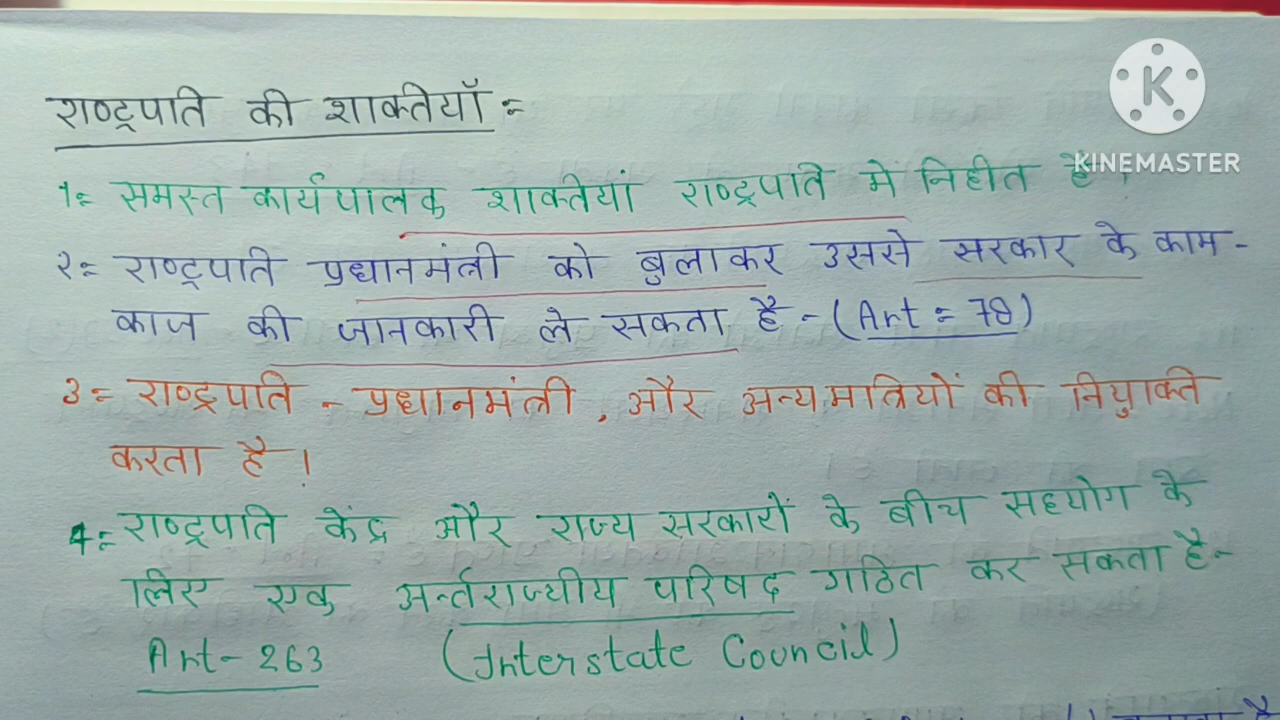 K
KINEMASTER
राष्ट्रपति की शक्तियाँ :-
1:- समस्त कार्यपालक शक्तियां राष्ट्रपति में निहीत हैं।
2:- राष्ट्रपति प्रधानमंत्री को बुलाकर उससे सरकार के काम-
काज की जानकारी ले सकता है - (Art = 78)
3:- राष्ट्रपति - प्रधानमंत्री, और अन्य मात्रियों की नियुक्ति
करता है।
4:- राष्ट्रपति केंद्र और राज्य सरकारों के बीच सहयोग के
लिए एक अर्न्तराज्यीय परिषद गठित कर सकता है-
Art - 263 (Interstate Council)